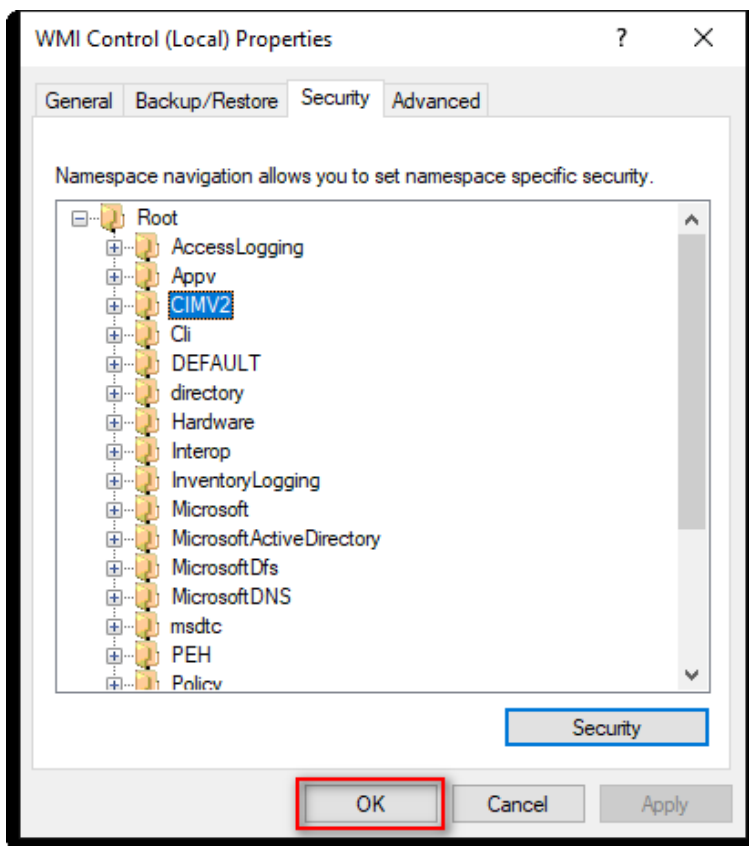 WMI Control (Local) Properties ?
General Backup/Restore Security Advanced
Namespace navigation allows you to set namespace specific security.
Root
AccessLogging
Appv
CIMV2
Cli
DEFAULT
directory
Hardware
Interop
InventoryLogging
Microsoft
MicrosoftActiveDirectory
MicrosoftDfs
MicrosoftDNS
msdtc
PEH
Policy
Security
OK Cancel Apply